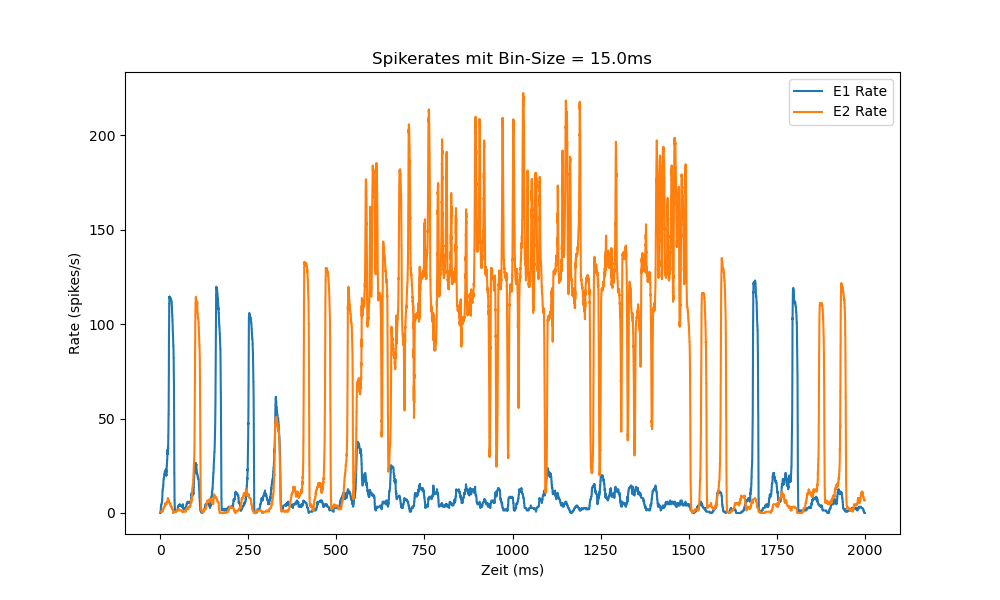 Spikerates mit Bin-Size = 15.0ms
E1 Rate
E2 Rate
Rate (spikes/s)
200
150
100
50
0
0 250 500 750 1000 1250 1500 1750 2000
Zeit (ms)